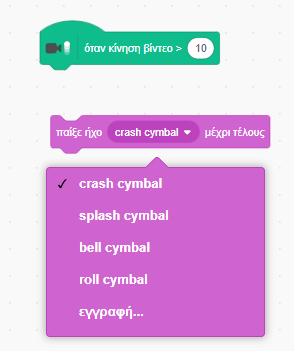 όταν κίνηση βίντεο > 10
παίξε ήχο crash cymbal μέχρι τέλους
✓ crash cymbal
splash cymbal
bell cymbal
roll cymbal
εγγραφή...